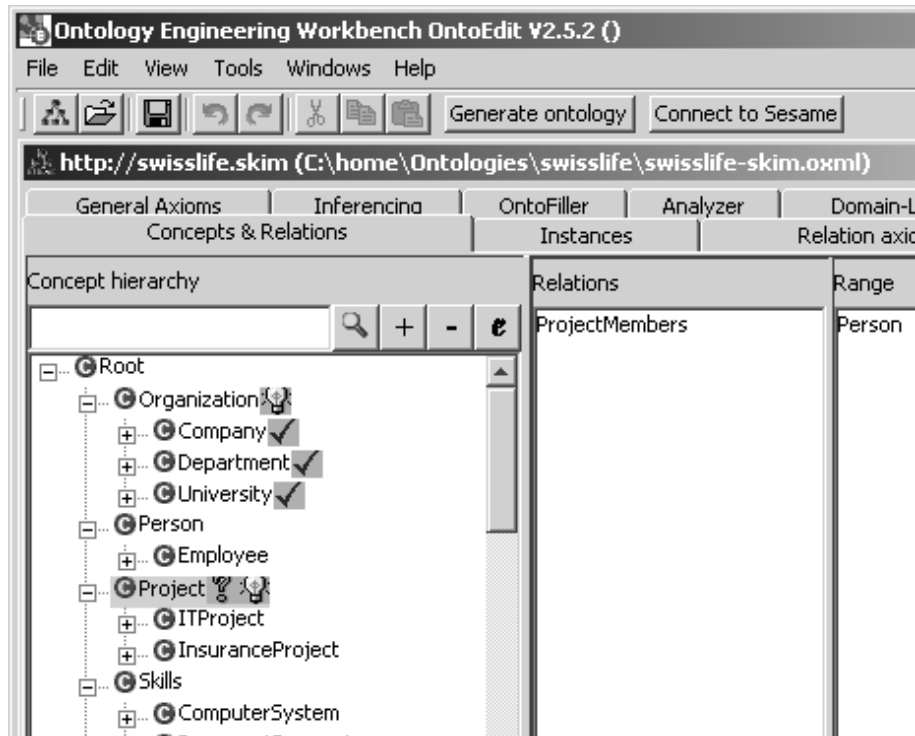 Ontology Engineering Workbench OntoEdit V2.5.2 ()
File Edit View Tools Windows Help
Generate ontology Connect to Sesame
http://swisslife.skim (C:\home\Ontologies\swisslife\swisslife-skim.oxml)
General Axioms Inferencing OntoFiller Analyzer Domain-L
Concepts & Relations Instances Relation axio
Concept hierarchy Relations Range
+ - e
ProjectMembers Person
Root
Organization
Company
Department
University
Person
Employee
Project
ITProject
InsuranceProject
Skills
ComputerSystem